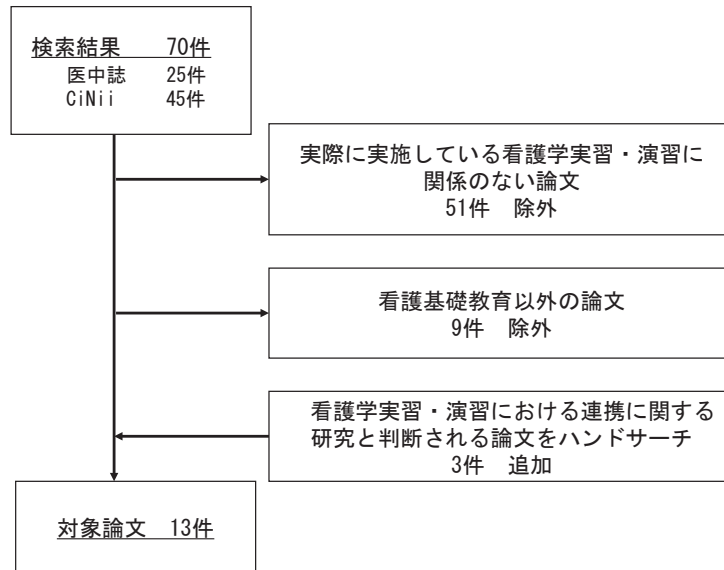 検索結果　70件
医中誌　25件
CiNii　45件
実際に実施している看護学実習・演習に
関係のない論文
51件　除外
看護基礎教育以外の論文
9件　除外
看護学実習・演習における連携に関する
研究と判断される論文をハンドサーチ
3件　追加
対象論文　13件